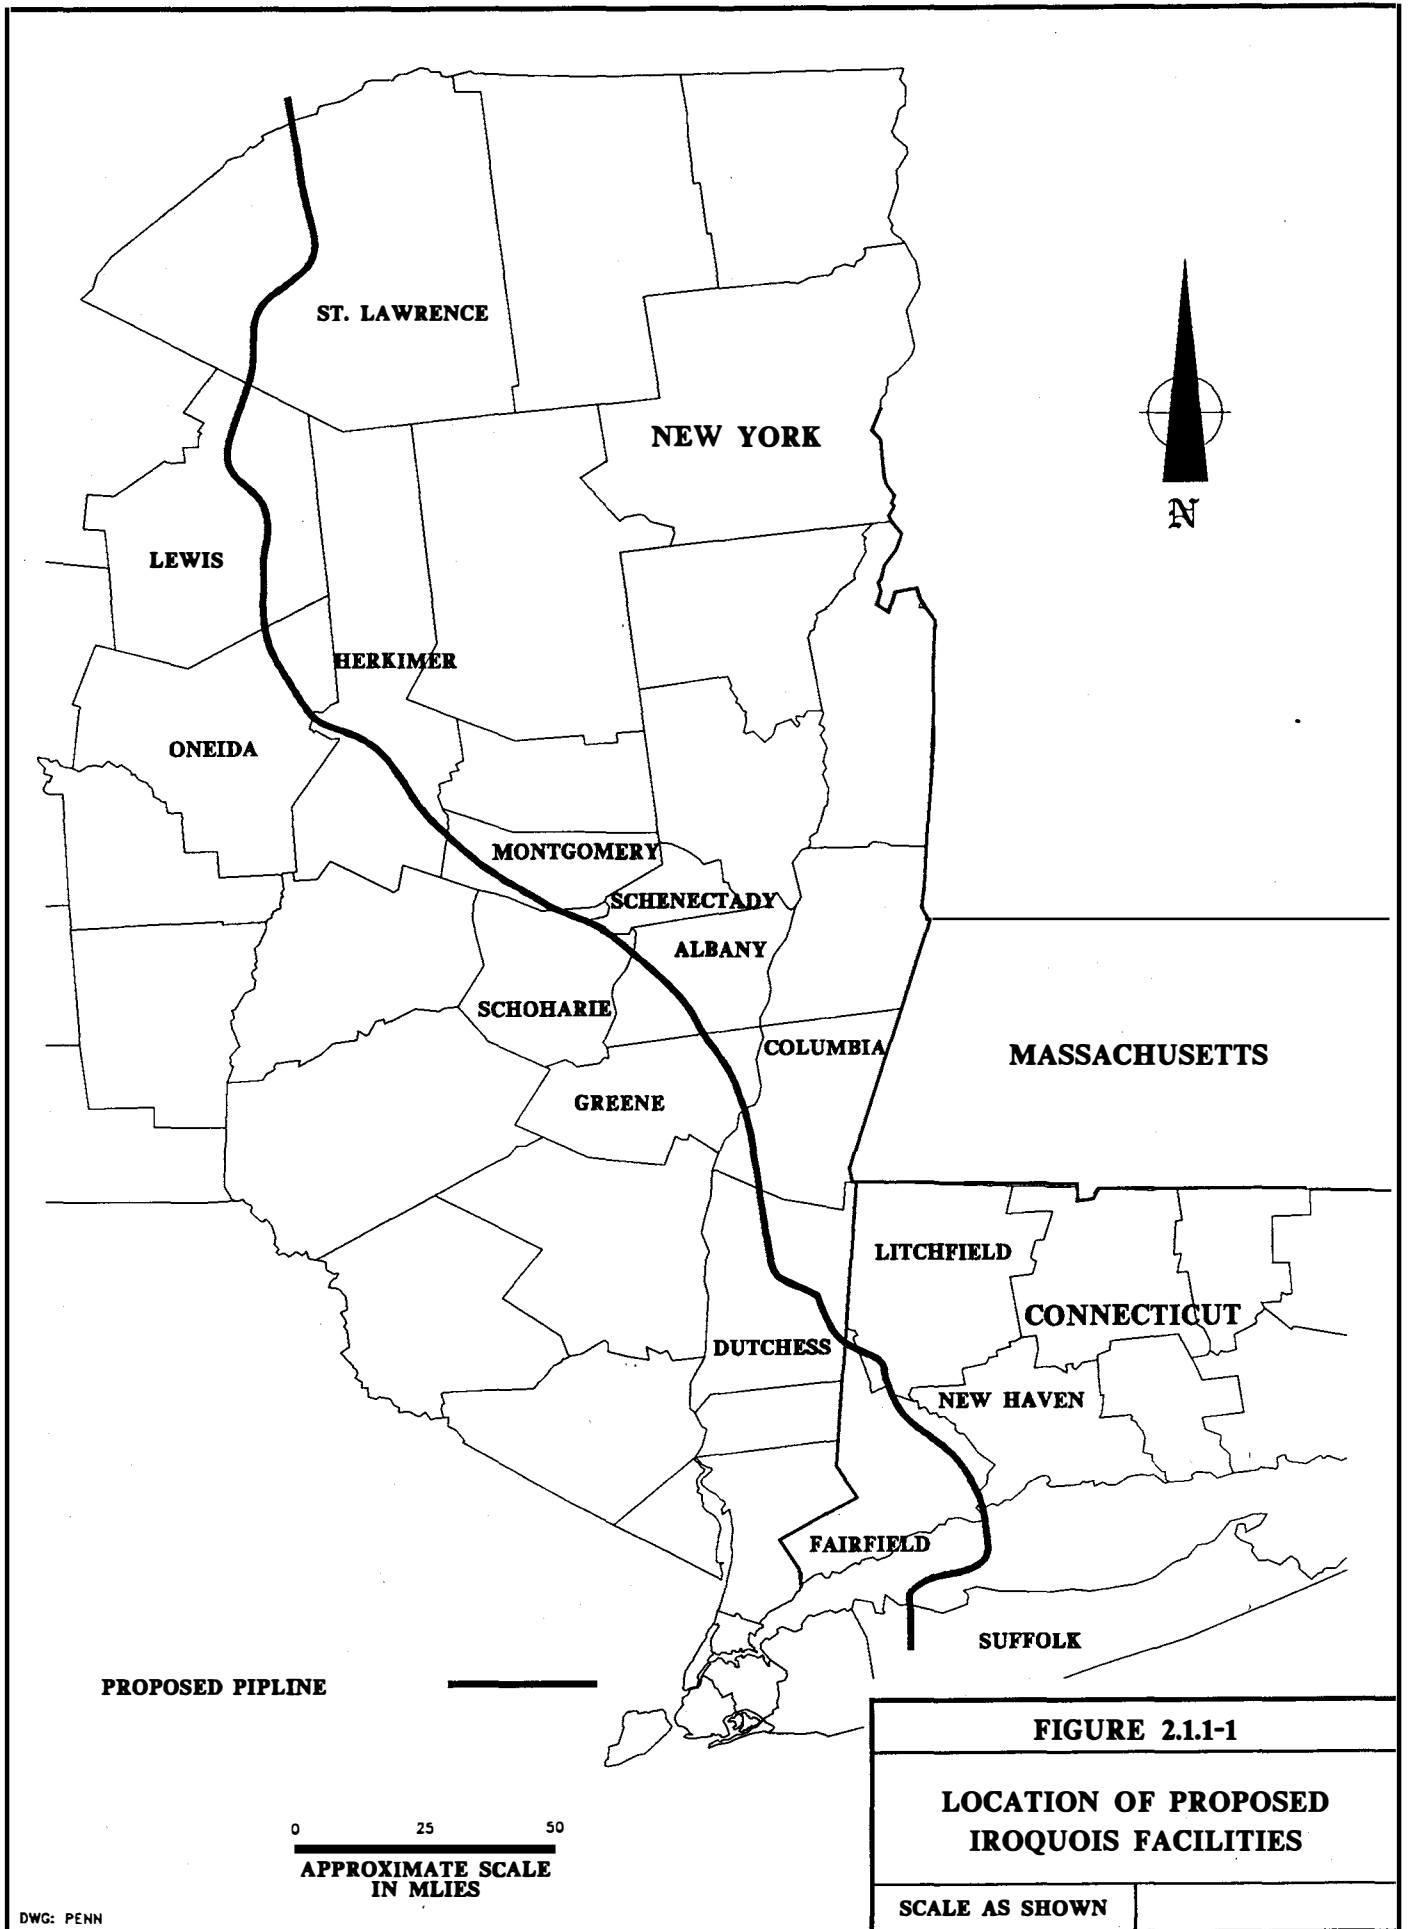 ST. LAWRENCE
NEW YORK
N
LEWIS
HERKIMER
ONEIDA
MONTGOMERY
SCHENECTADY
ALBANY
SCHOHARIE
COLUMBIA
MASSACHUSETTS
GREENE
LITCHFIELD
CONNECTICUT
DUTCHESS
NEW HAVEN
FAIRFIELD
SUFFOLK
PROPOSED PIPLINE
FIGURE 2.1.1-1
LOCATION OF PROPOSED
IROQUOIS FACILITIES
SCALE AS SHOWN
0 25 50
APPROXIMATE SCALE
IN MLIES
DWG: PENN